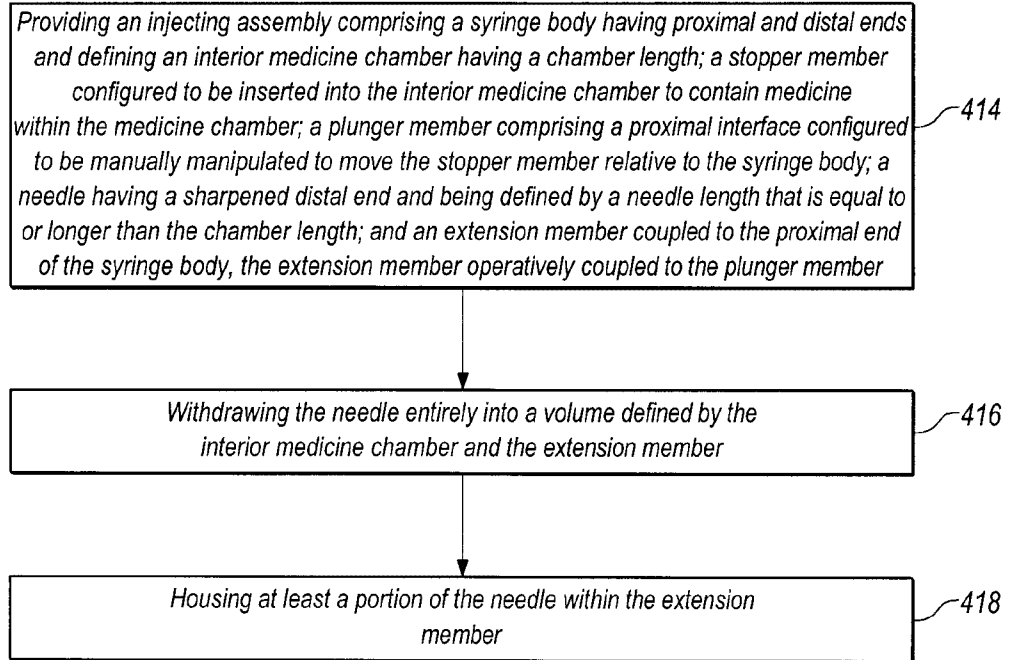 Providing an injecting assembly comprising a syringe body having proximal and distal ends
and defining an interior medicine chamber having a chamber length; a stopper member
configured to be inserted into the interior medicine chamber to contain medicine
within the medicine chamber; a plunger member comprising a proximal interface configured
to be manually manipulated to move the stopper member relative to the syringe body; a
needle having a sharpened distal end and being defined by a needle length that is equal to
or longer than the chamber length; and an extension member coupled to the proximal end
of the syringe body, the extension member operatively coupled to the plunger member
414
Withdrawing the needle entirely into a volume defined by the
interior medicine chamber and the extension member
416
Housing at least a portion of the needle within the extension
member
418